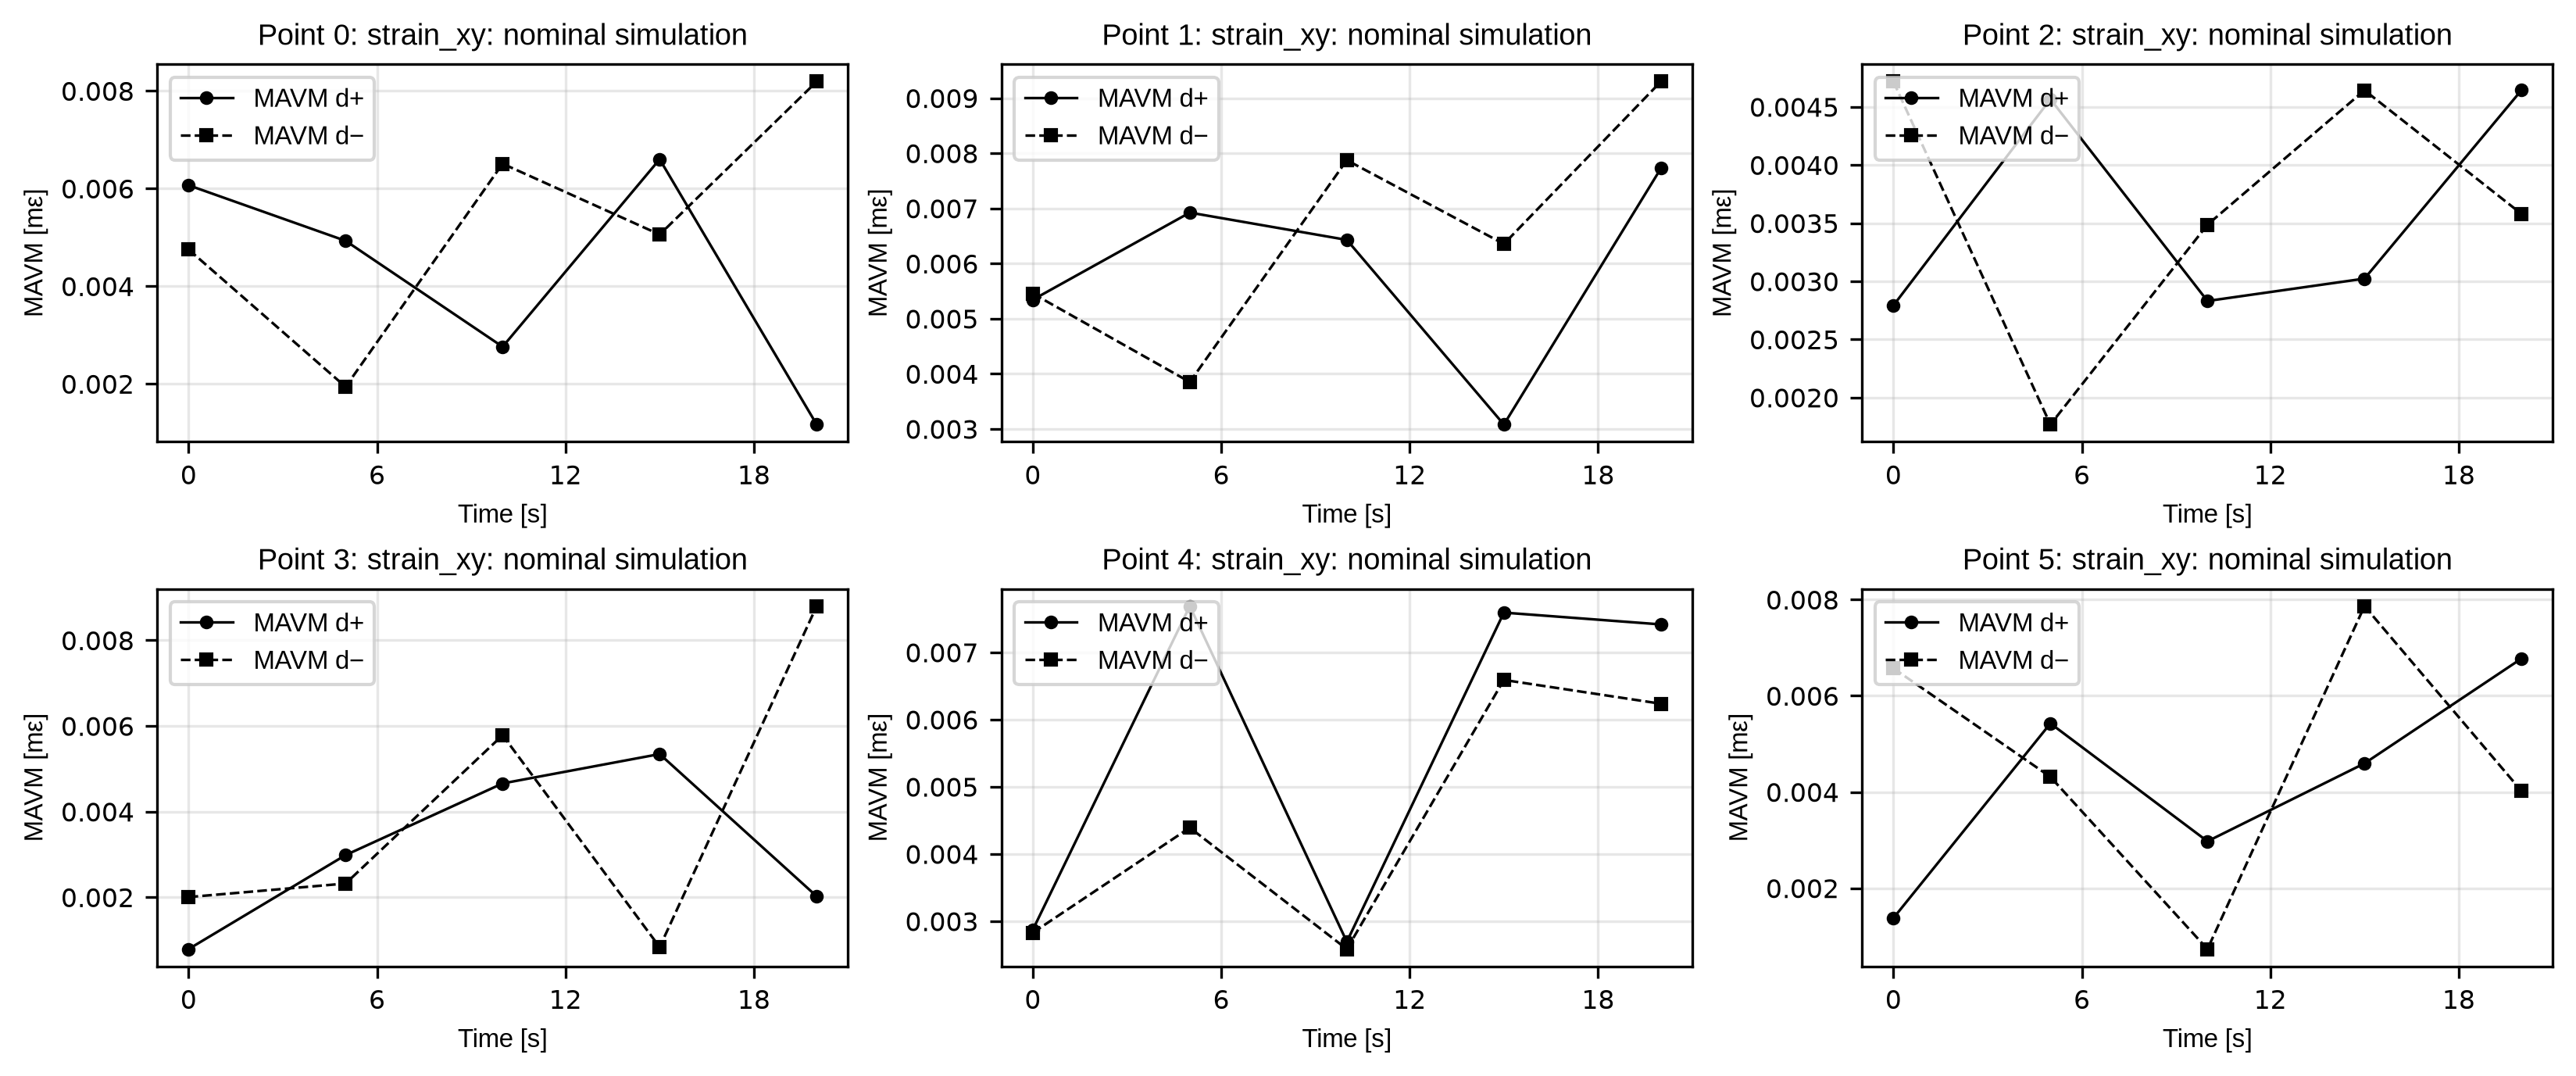 Point 0: strain_xy: nominal simulation
MAVM [mε]
0.008
0.006
0.004
0.002
MAVM d+
MAVM d−
0
6
12
18
Time [s]
Point 1: strain_xy: nominal simulation
MAVM [mε]
0.009
0.008
0.007
0.006
0.005
0.004
0.003
MAVM d+
MAVM d−
0
6
12
18
Time [s]
Point 2: strain_xy: nominal simulation
MAVM [mε]
0.0045
0.0040
0.0035
0.0030
0.0025
0.0020
MAVM d+
MAVM d−
0
6
12
18
Time [s]
Point 3: strain_xy: nominal simulation
MAVM [mε]
0.008
0.006
0.004
0.002
MAVM d+
MAVM d−
0
6
12
18
Time [s]
Point 4: strain_xy: nominal simulation
MAVM [mε]
0.007
0.006
0.005
0.004
0.003
MAVM d+
MAVM d−
0
6
12
18
Time [s]
Point 5: strain_xy: nominal simulation
MAVM [mε]
0.008
0.006
0.004
0.002
MAVM d+
MAVM d−
0
6
12
18
Time [s]